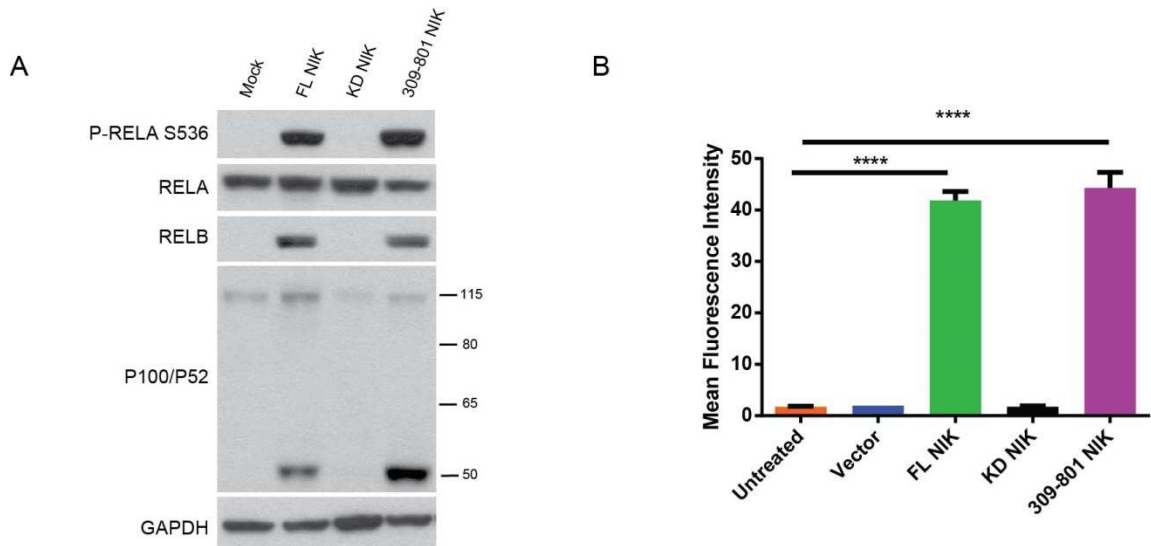 A
Mock
FL NIK
KD NIK
309-801 NIK
P-RELA S536
RELA
RELB
P100/P52
115
80
65
50
GAPDH
B
****
****
Mean Fluorescence Intensity
50
40
30
20
10
0
Untreated
Vector
FL NIK
KD NIK
309-801 NIK